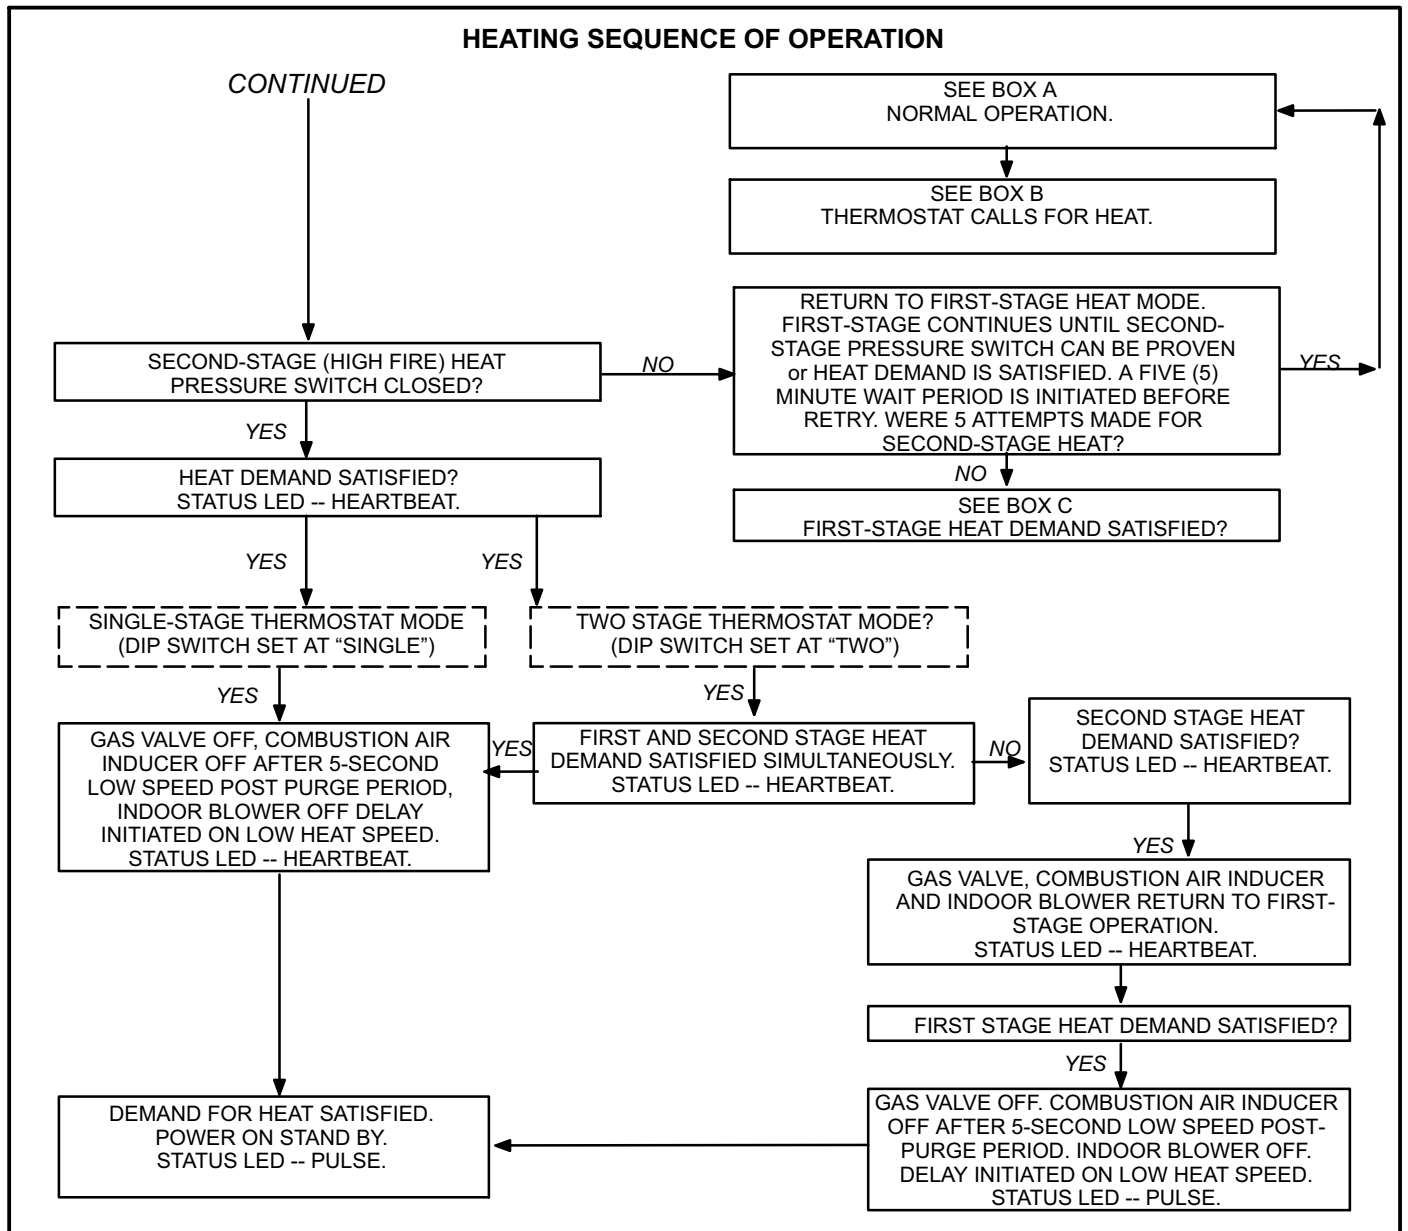 HEATING SEQUENCE OF OPERATION
CONTINUED
SEE BOX A
NORMAL OPERATION.
SEE BOX B
THERMOSTAT CALLS FOR HEAT.
SECOND-STAGE (HIGH FIRE) HEAT
PRESSURE SWITCH CLOSED?
NO
RETURN TO FIRST-STAGE HEAT MODE.
FIRST-STAGE CONTINUES UNTIL SECOND-
STAGE PRESSURE SWITCH CAN BE PROVEN
or HEAT DEMAND IS SATISFIED. A FIVE (5)
MINUTE WAIT PERIOD IS INITIATED BEFORE
RETRY. WERE 5 ATTEMPTS MADE FOR
SECOND-STAGE HEAT?
YES
YES
NO
HEAT DEMAND SATISFIED?
STATUS LED -- HEARTBEAT.
SEE BOX C
FIRST-STAGE HEAT DEMAND SATISFIED?
YES
YES
SINGLE-STAGE THERMOSTAT MODE
(DIP SWITCH SET AT “SINGLE”)
TWO STAGE THERMOSTAT MODE?
(DIP SWITCH SET AT “TWO”)
YES
YES
GAS VALVE OFF, COMBUSTION AIR
INDUCER OFF AFTER 5-SECOND
LOW SPEED POST PURGE PERIOD,
INDOOR BLOWER OFF DELAY
INITIATED ON LOW HEAT SPEED.
STATUS LED -- HEARTBEAT.
YES
FIRST AND SECOND STAGE HEAT
DEMAND SATISFIED SIMULTANEOUSLY.
STATUS LED -- HEARTBEAT.
NO
SECOND STAGE HEAT
DEMAND SATISFIED?
STATUS LED -- HEARTBEAT.
YES
GAS VALVE, COMBUSTION AIR INDUCER
AND INDOOR BLOWER RETURN TO FIRST-
STAGE OPERATION.
STATUS LED -- HEARTBEAT.
FIRST STAGE HEAT DEMAND SATISFIED?
YES
DEMAND FOR HEAT SATISFIED.
POWER ON STAND BY.
STATUS LED -- PULSE.
GAS VALVE OFF. COMBUSTION AIR INDUCER
OFF AFTER 5-SECOND LOW SPEED POST-
PURGE PERIOD. INDOOR BLOWER OFF.
DELAY INITIATED ON LOW HEAT SPEED.
STATUS LED -- PULSE.